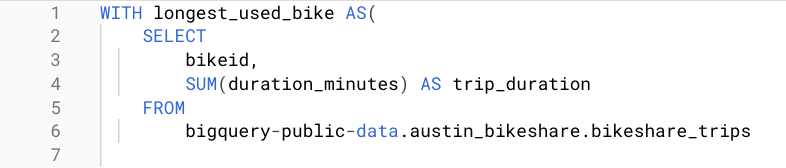 1 WITH longest_used_bike AS(
2 SELECT
3 bikeid,
4 SUM(duration_minutes) AS trip_duration
5 FROM
6 bigquery-public-data.austin_bikeshare.bikeshare_trips
7